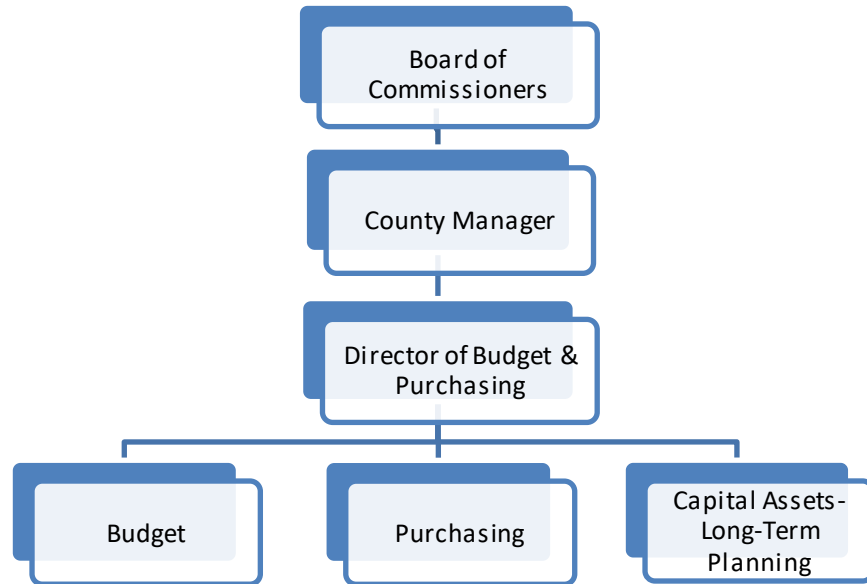 Board of
Commissioners
County Manager
Director of Budget &
Purchasing
Budget
Purchasing
Capital Assets-
Long-Term
Planning